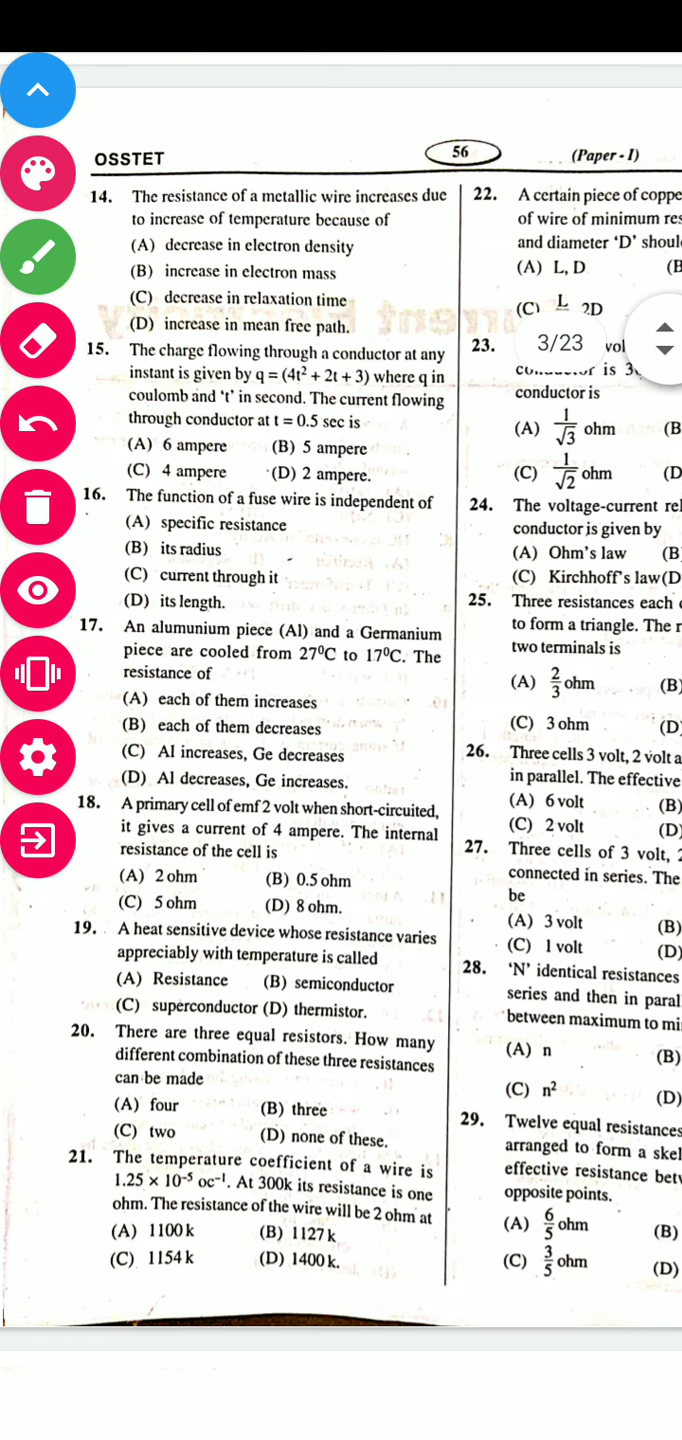 OSSTET
56
(Paper - I)
14. The resistance of a metallic wire increases due
to increase of temperature because of
(A) decrease in electron density
(B) increase in electron mass
(C) decrease in relaxation time
(D) increase in mean free path.
15. The charge flowing through a conductor at any
instant is given by q = (4t² + 2t + 3) where q in
coulomb and 't' in second. The current flowing
through conductor at t = 0.5 sec is
(A) 6 ampere (B) 5 ampere
(C) 4 ampere (D) 2 ampere.
16. The function of a fuse wire is independent of
(A) specific resistance
(B) its radius
(C) current through it
(D) its length.
17. An alumunium piece (Al) and a Germanium
piece are cooled from 27⁰C to 17⁰C. The
resistance of
(A) each of them increases
(B) each of them decreases
(C) Al increases, Ge decreases
(D) Al decreases, Ge increases.
18. A primary cell of emf 2 volt when short-circuited,
it gives a current of 4 ampere. The internal
resistance of the cell is
(A) 2 ohm (B) 0.5 ohm
(C) 5 ohm (D) 8 ohm.
19. A heat sensitive device whose resistance varies
appreciably with temperature is called
(A) Resistance (B) semiconductor
(C) superconductor (D) thermistor.
20. There are three equal resistors. How many
different combination of these three resistances
can be made
(A) four (B) three
(C) two (D) none of these.
21. The temperature coefficient of a wire is
1.25 × 10⁻⁵ oc⁻¹. At 300k its resistance is one
ohm. The resistance of the wire will be 2 ohm at
(A) 1100 k (B) 1127 k
(C) 1154 k (D) 1400 k.
22. A certain piece of coppe
of wire of minimum res
and diameter 'D' shoul
(A) L, D (B
(C) L 2D
3/23
23. vol
is 3
conductor is
(A) 1/√3 ohm (B
(C) 1/√2 ohm (D
24. The voltage-current rel
conductor is given by
(A) Ohm's law (B
(C) Kirchhoff's law (D
25. Three resistances each
to form a triangle. The r
two terminals is
(A) 2/3 ohm (B)
(C) 3 ohm (D
26. Three cells 3 volt, 2 volt a
in parallel. The effective
(A) 6 volt (B)
(C) 2 volt (D)
27. Three cells of 3 volt, 2
connected in series. The
be
(A) 3 volt (B)
(C) 1 volt (D)
28. 'N' identical resistances
series and then in paral
between maximum to mi
(A) n (B)
(C) n² (D)
29. Twelve equal resistances
arranged to form a skel
effective resistance betw
opposite points.
(A) 6/5 ohm (B)
(C) 3/5 ohm (D)